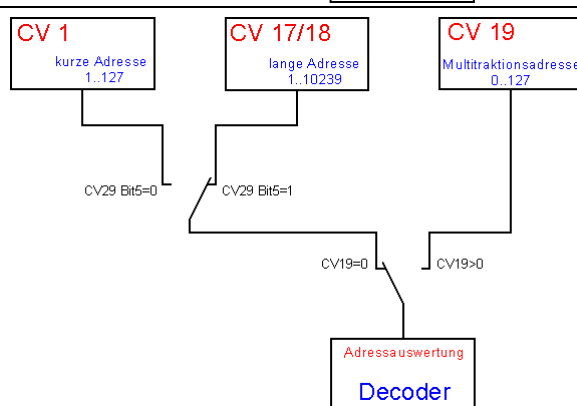 CV 1
kurze Adresse
1..127
CV 17/18
lange Adresse
1..10239
CV 19
Multitraktionsadresse
0..127
CV29 Bit5=0
CV29 Bit5=1
CV19=0
CV19>0
Adressauswertung
Decoder